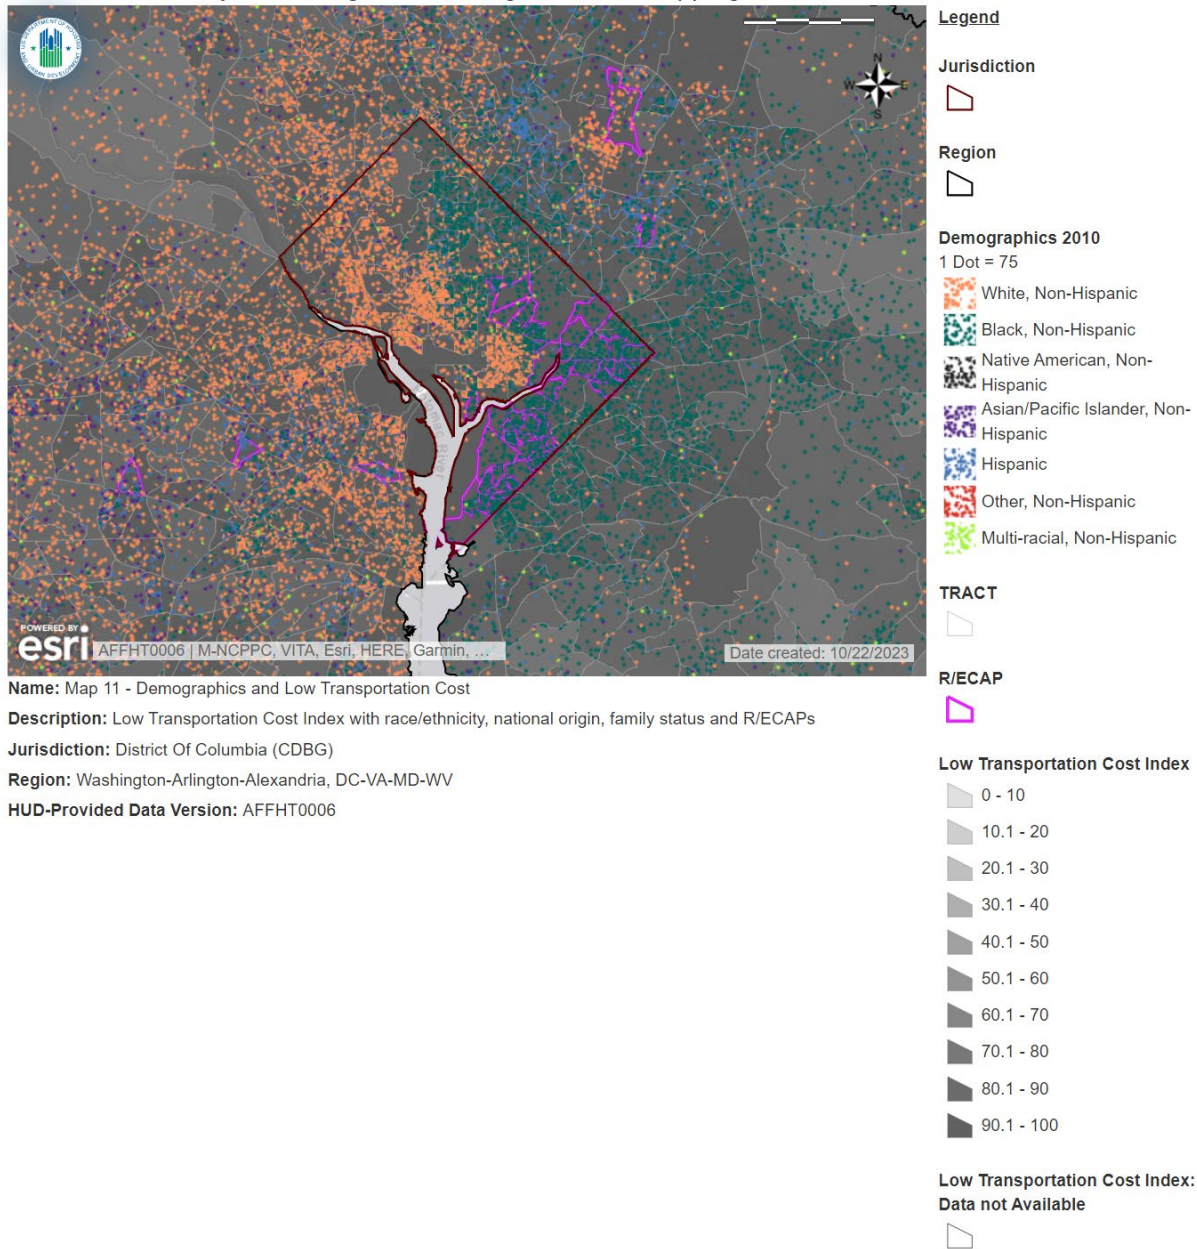 Legend
Jurisdiction
Region
Demographics 2010
1 Dot = 75
White, Non-Hispanic
Black, Non-Hispanic
Native American, Non-
Hispanic
Asian/Pacific Islander, Non-
Hispanic
Hispanic
Other, Non-Hispanic
Multi-racial, Non-Hispanic
TRACT
R/ECAP
Low Transportation Cost Index
0 - 10
10.1 - 20
20.1 - 30
30.1 - 40
40.1 - 50
50.1 - 60
60.1 - 70
70.1 - 80
80.1 - 90
90.1 - 100
Low Transportation Cost Index:
Data not Available
N
W E
S
Potomac River
POWERED BY
esri
AFFHT0006 | M-NCPPC, VITA, Esri, HERE, Garmin, ...
Date created: 10/22/2023
Name: Map 11 - Demographics and Low Transportation Cost
Description: Low Transportation Cost Index with race/ethnicity, national origin, family status and R/ECAPs
Jurisdiction: District Of Columbia (CDBG)
Region: Washington-Arlington-Alexandria, DC-VA-MD-WV
HUD-Provided Data Version: AFFHT0006